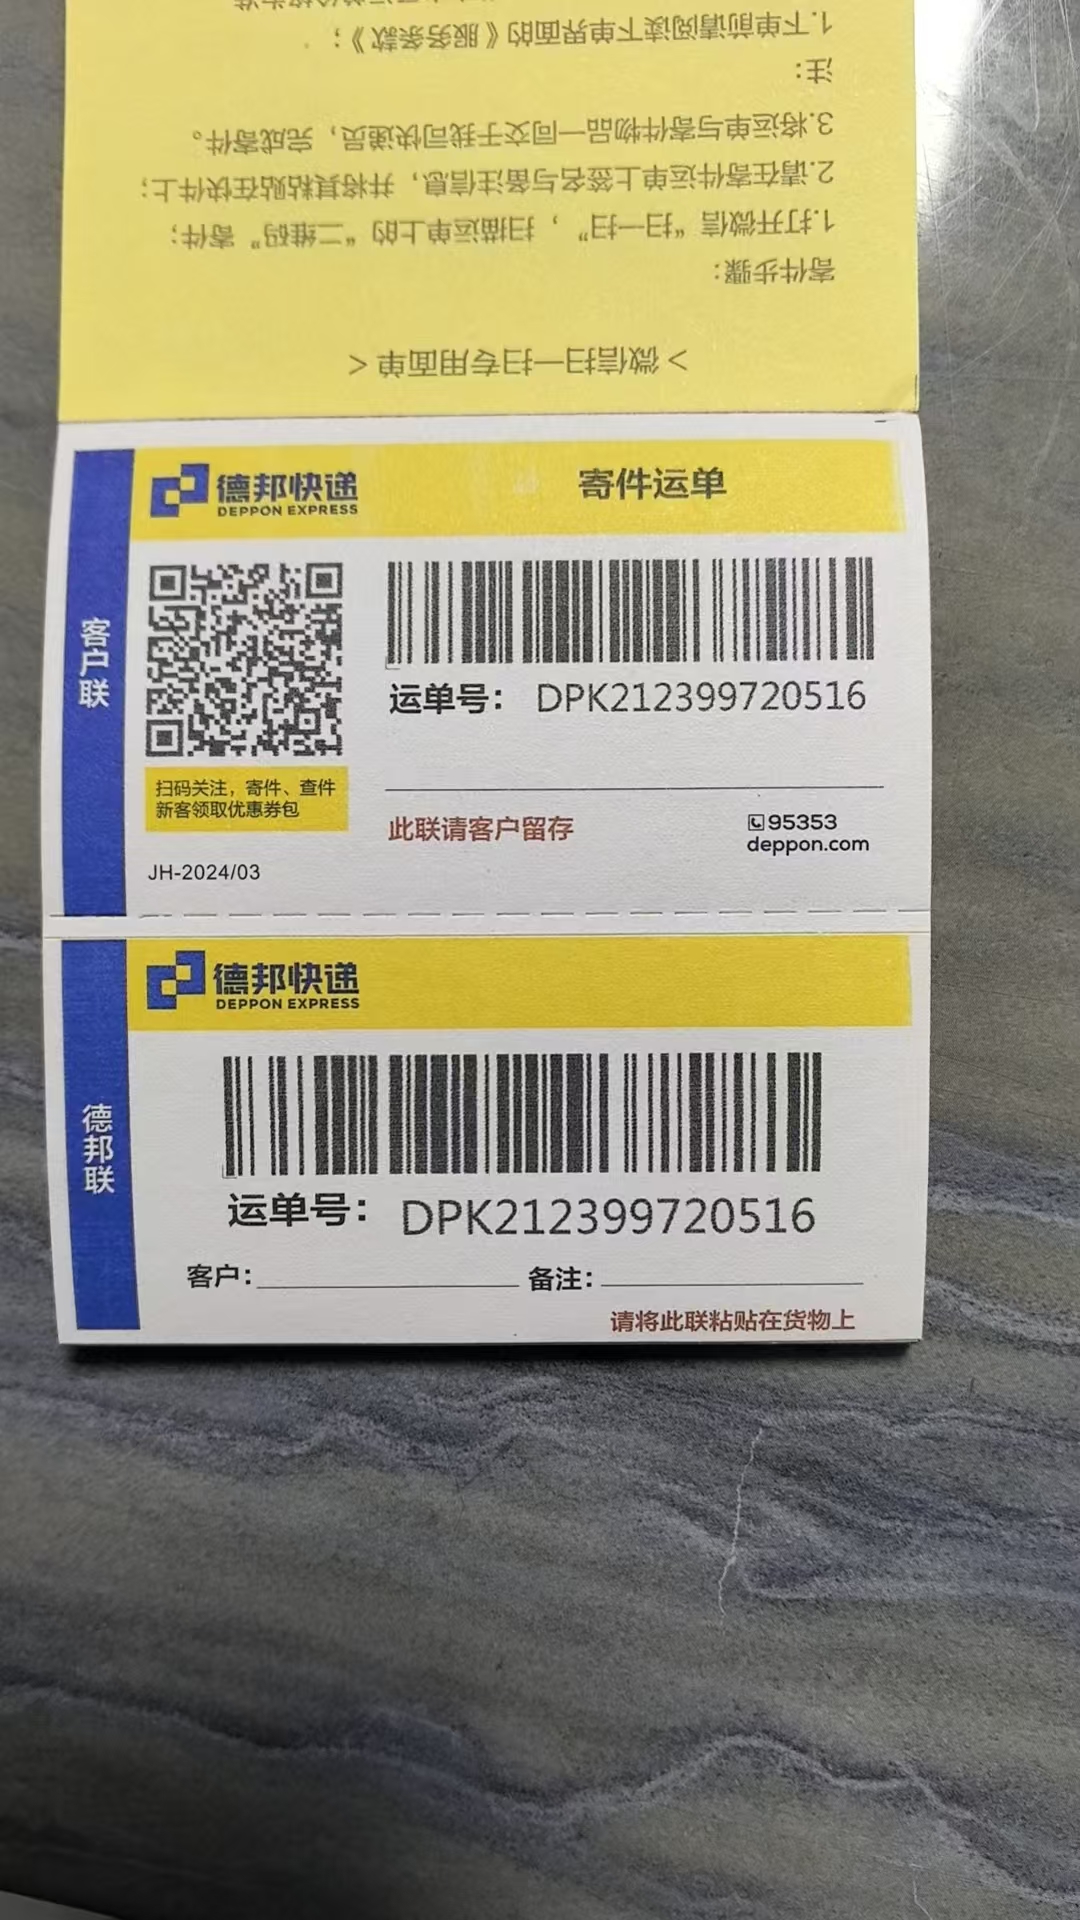 > 微信扫一扫专用面单 <
寄件步骤：
1.打开微信“扫一扫”，扫描运单上的“二维码”寄件；
2.请在寄件运单上签名与备注信息，并将其粘贴在快件上；
3.将运单与寄件物品一同交于我司快递员，完成寄件。
注：
1.下单前请阅读下单界面的《服务条款》；
德邦快递
DEPPON EXPRESS
寄件运单
客户联
运单号： DPK212399720516
扫码关注，寄件、查件
新客领取优惠券包
此联请客户留存
95353
deppon.com
JH-2024/03
德邦快递
DEPPON EXPRESS
德邦联
运单号： DPK212399720516
客户： 备注：
请将此联粘贴在货物上